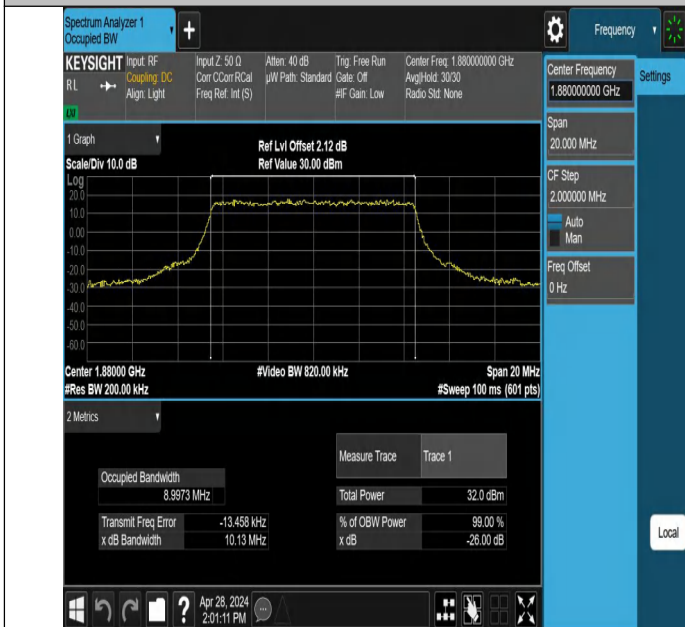 Spectrum Analyzer 1
Occupied BW
+
Frequency
KEYSIGHT
RL
LXI
Input: RF
Coupling: DC
Align: Light
Input Z: 50 Ω
Corr CCorr RCal
Freq Ref: Int (S)
Atten: 40 dB
µW Path: Standard
Trig: Free Run
Gate: Off
#IF Gain: Low
Center Freq: 1.880000000 GHz
Avg|Hold: 30/30
Radio Std: None
Center Frequency
1.880000000 GHz
Settings
Span
20.000 MHz
CF Step
2.000000 MHz
Auto
Man
Freq Offset
0 Hz
1 Graph
Scale/Div 10.0 dB
Ref Lvl Offset 2.12 dB
Ref Value 30.00 dBm
Log
20.0
10.0
0.00
-10.0
-20.0
-30.0
-40.0
-50.0
-60.0
Center 1.88000 GHz
#Res BW 200.00 kHz
#Video BW 820.00 kHz
Span 20 MHz
#Sweep 100 ms (601 pts)
2 Metrics
Measure Trace Trace 1
Occupied Bandwidth
8.9973 MHz
Total Power 32.0 dBm
Transmit Freq Error -13.458 kHz
% of OBW Power 99.00 %
x dB Bandwidth 10.13 MHz
x dB -26.00 dB
Local
?
Apr 28, 2024
2:01:11 PM